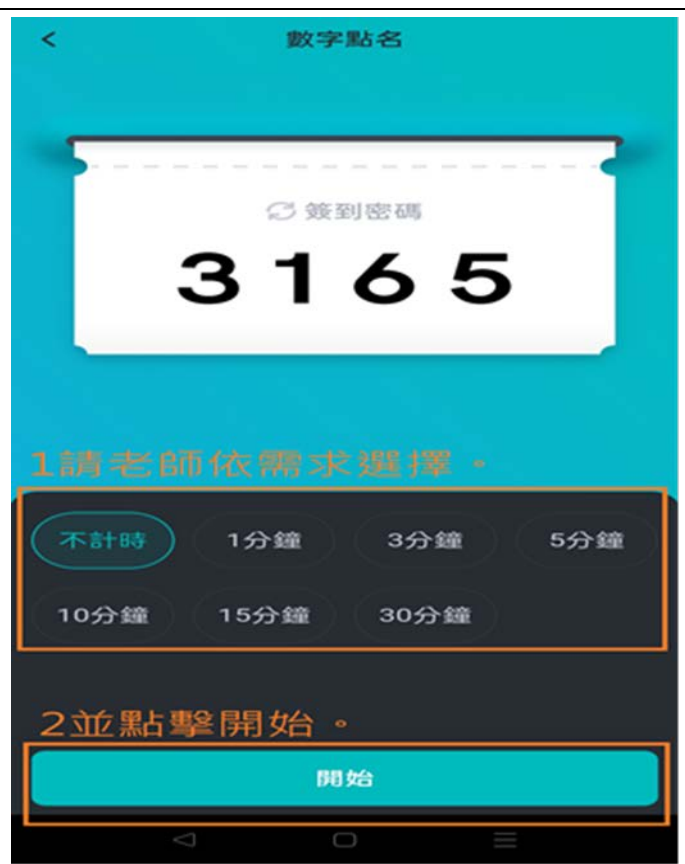 <
數字點名
簽到密碼
3165
1請老師依需求選擇。
不計時 1分鐘 3分鐘 5分鐘
10分鐘 15分鐘 30分鐘
2並點擊開始。
開始